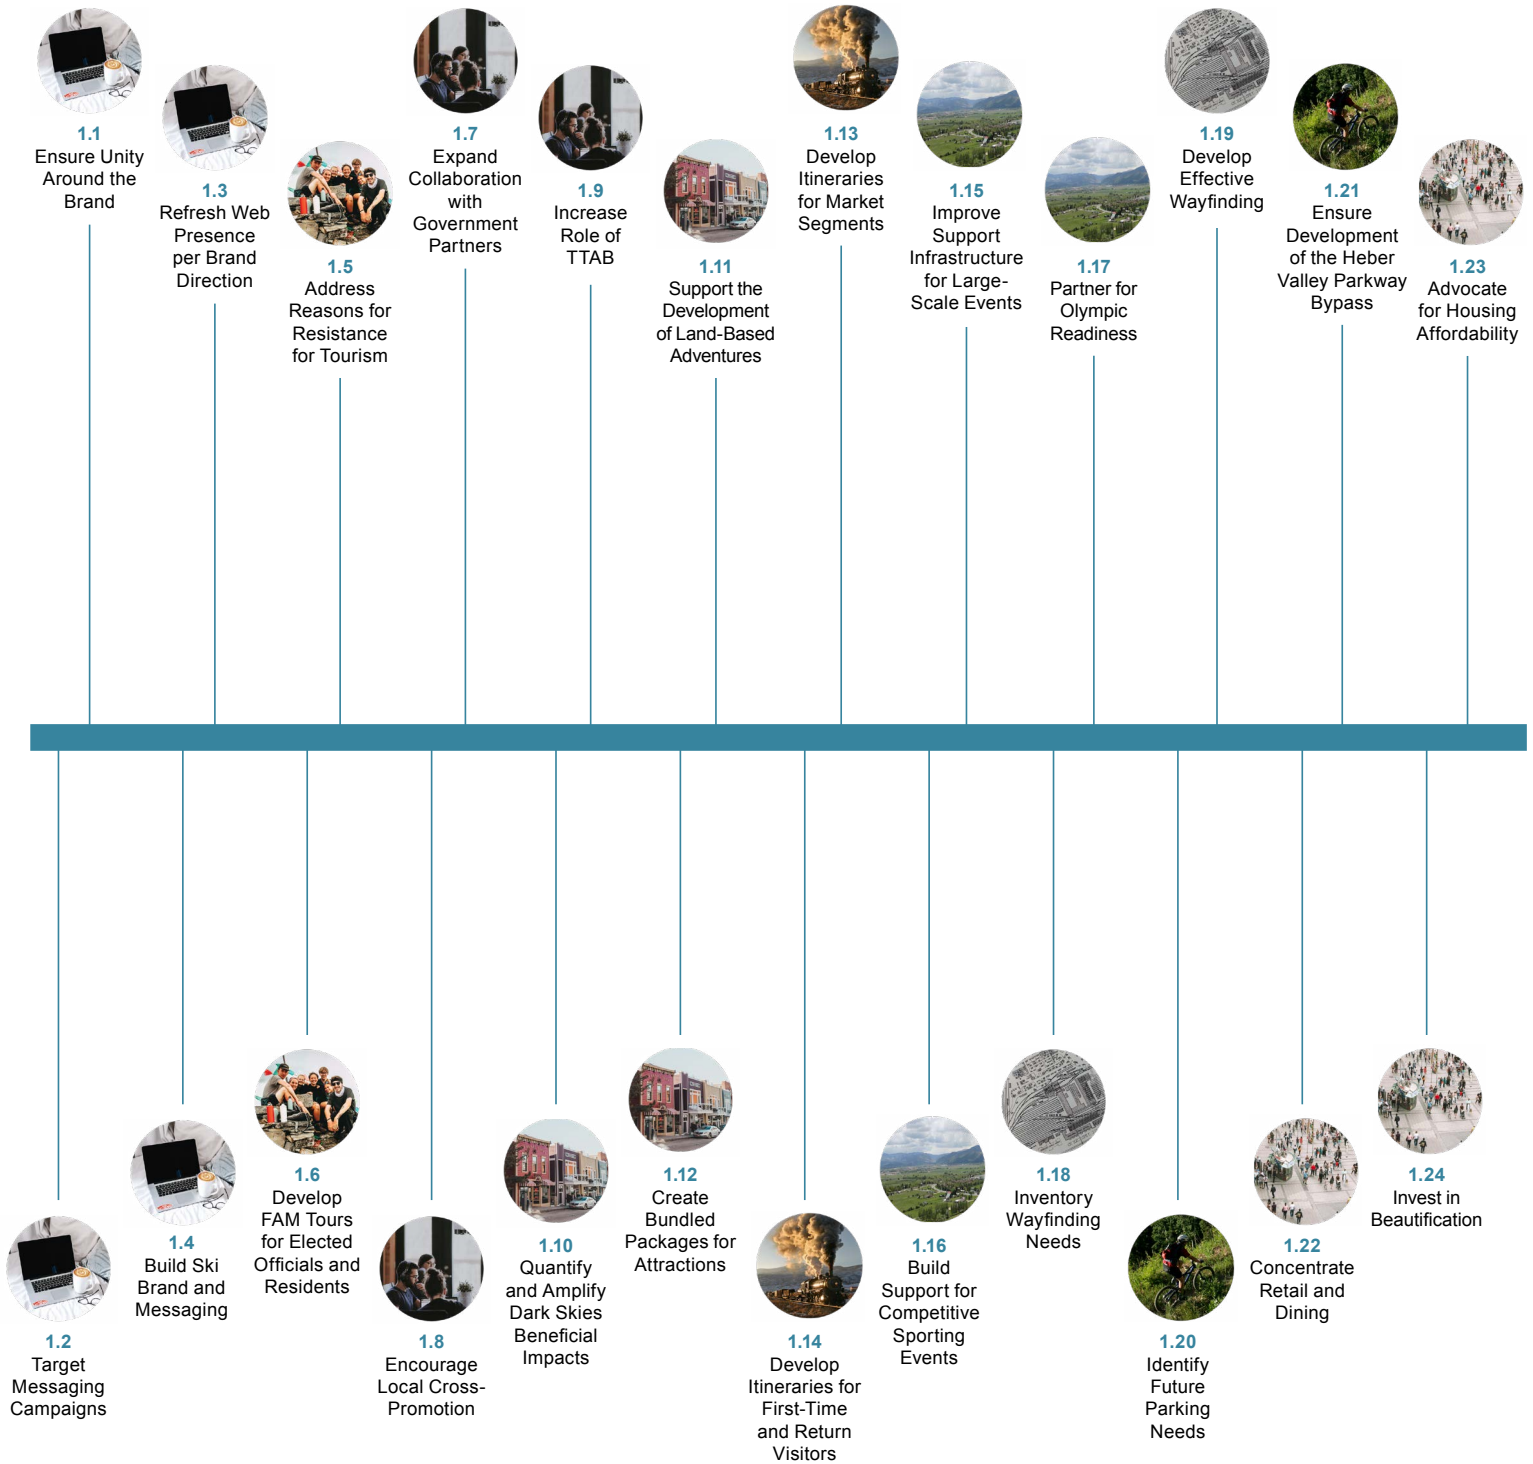 1.1
Ensure Unity
Around the
Brand
1.3
Refresh Web
Presence
per Brand
Direction
1.5
Address
Reasons for
Resistance
for Tourism
1.7
Expand
Collaboration
with
Government
Partners
1.9
Increase
Role of
TTAB
1.11
Support the
Development
of Land-Based
Adventures
1.13
Develop
Itineraries
for Market
Segments
1.15
Improve
Support
Infrastructure
for Large-
Scale Events
1.17
Partner for
Olympic
Readiness
1.19
Develop
Effective
Wayfinding
1.21
Ensure
Development
of the Heber
Valley Parkway
Bypass
1.23
Advocate
for Housing
Affordability
1.2
Target
Messaging
Campaigns
1.4
Build Ski
Brand and
Messaging
1.6
Develop
FAM Tours
for Elected
Officials and
Residents
1.8
Encourage
Local Cross-
Promotion
1.10
Quantify
and Amplify
Dark Skies
Beneficial
Impacts
1.12
Create
Bundled
Packages for
Attractions
1.14
Develop
Itineraries for
First-Time
and Return
Visitors
1.16
Build
Support for
Competitive
Sporting
Events
1.18
Inventory
Wayfinding
Needs
1.20
Identify
Future
Parking
Needs
1.22
Concentrate
Retail and
Dining
1.24
Invest in
Beautification